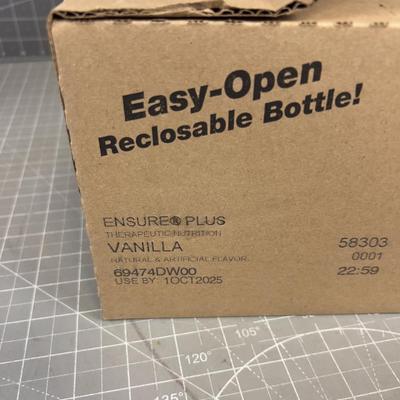 Easy-Open
Reclosable Bottle!
ENSURE® PLUS
THERAPEUTIC NUTRITION
VANILLA
NATURAL & ARTIFICIAL FLAVOR
69474DW00
USE BY: 1OCT2025
58303
0001
22:59
105°
120°
135°